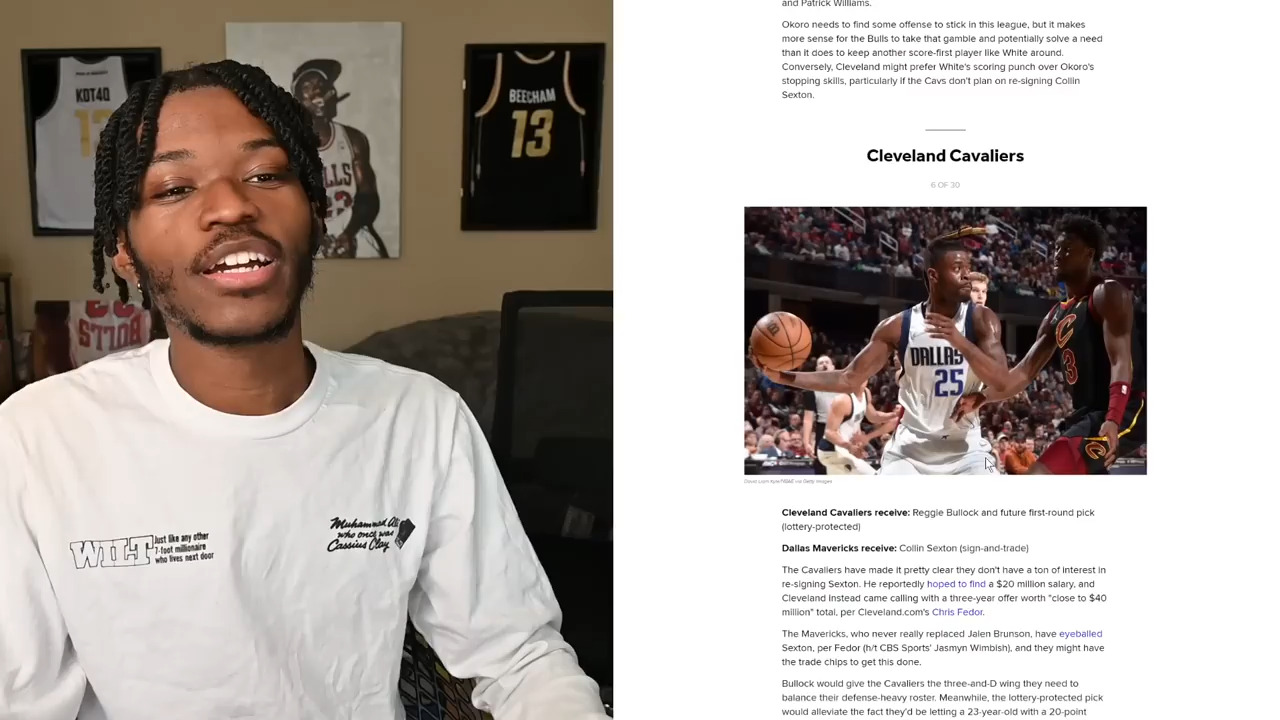 KOT4Q
13
BEECHAM
13
BULLS
WILT
Just like any other
7-foot millionaire
who lives next door
Muhammad Ali
who once was
Cassius Clay
and Patrick Williams.
Okoro needs to find some offense to stick in this league, but it makes
more sense for the Bulls to take that gamble and potentially solve a need
than it does to keep another score-first player like White around.
Conversely, Cleveland might prefer White's scoring punch over Okoro's
stopping skills, particularly if the Cavs don't plan on re-signing Collin
Sexton.
Cleveland Cavaliers
6 OF 30
DALLAS
25
C
3
Cleveland Cavaliers receive: Reggie Bullock and future first-round pick
(lottery-protected)
Dallas Mavericks receive: Collin Sexton (sign-and-trade)
The Cavaliers have made it pretty clear they don't have a ton of interest in
re-signing Sexton. He reportedly hoped to find a $20 million salary, and
Cleveland instead came calling with a three-year offer worth "close to $40
million" total, per Cleveland.com's Chris Fedor.
The Mavericks, who never really replaced Jalen Brunson, have eyeballed
Sexton, per Fedor (h/t CBS Sports' Jasmyn Wimbish), and they might have
the trade chips to get this done.
Bullock would give the Cavaliers the three-and-D wing they need to
balance their defense-heavy roster. Meanwhile, the lottery-protected pick
would alleviate the fact they'd be letting a 23-year-old with a 20-point